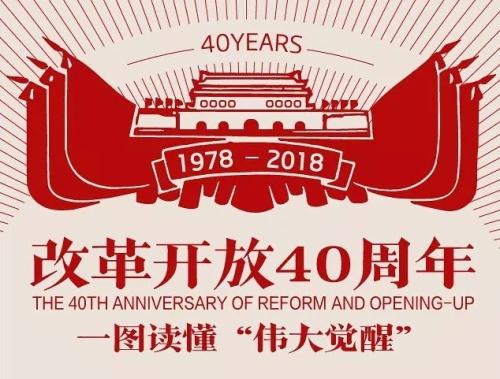 40YEARS
1978 - 2018
改革开放40周年
THE 40TH ANNIVERSARY OF REFORM AND OPENING-UP
一图读懂“伟大觉醒”